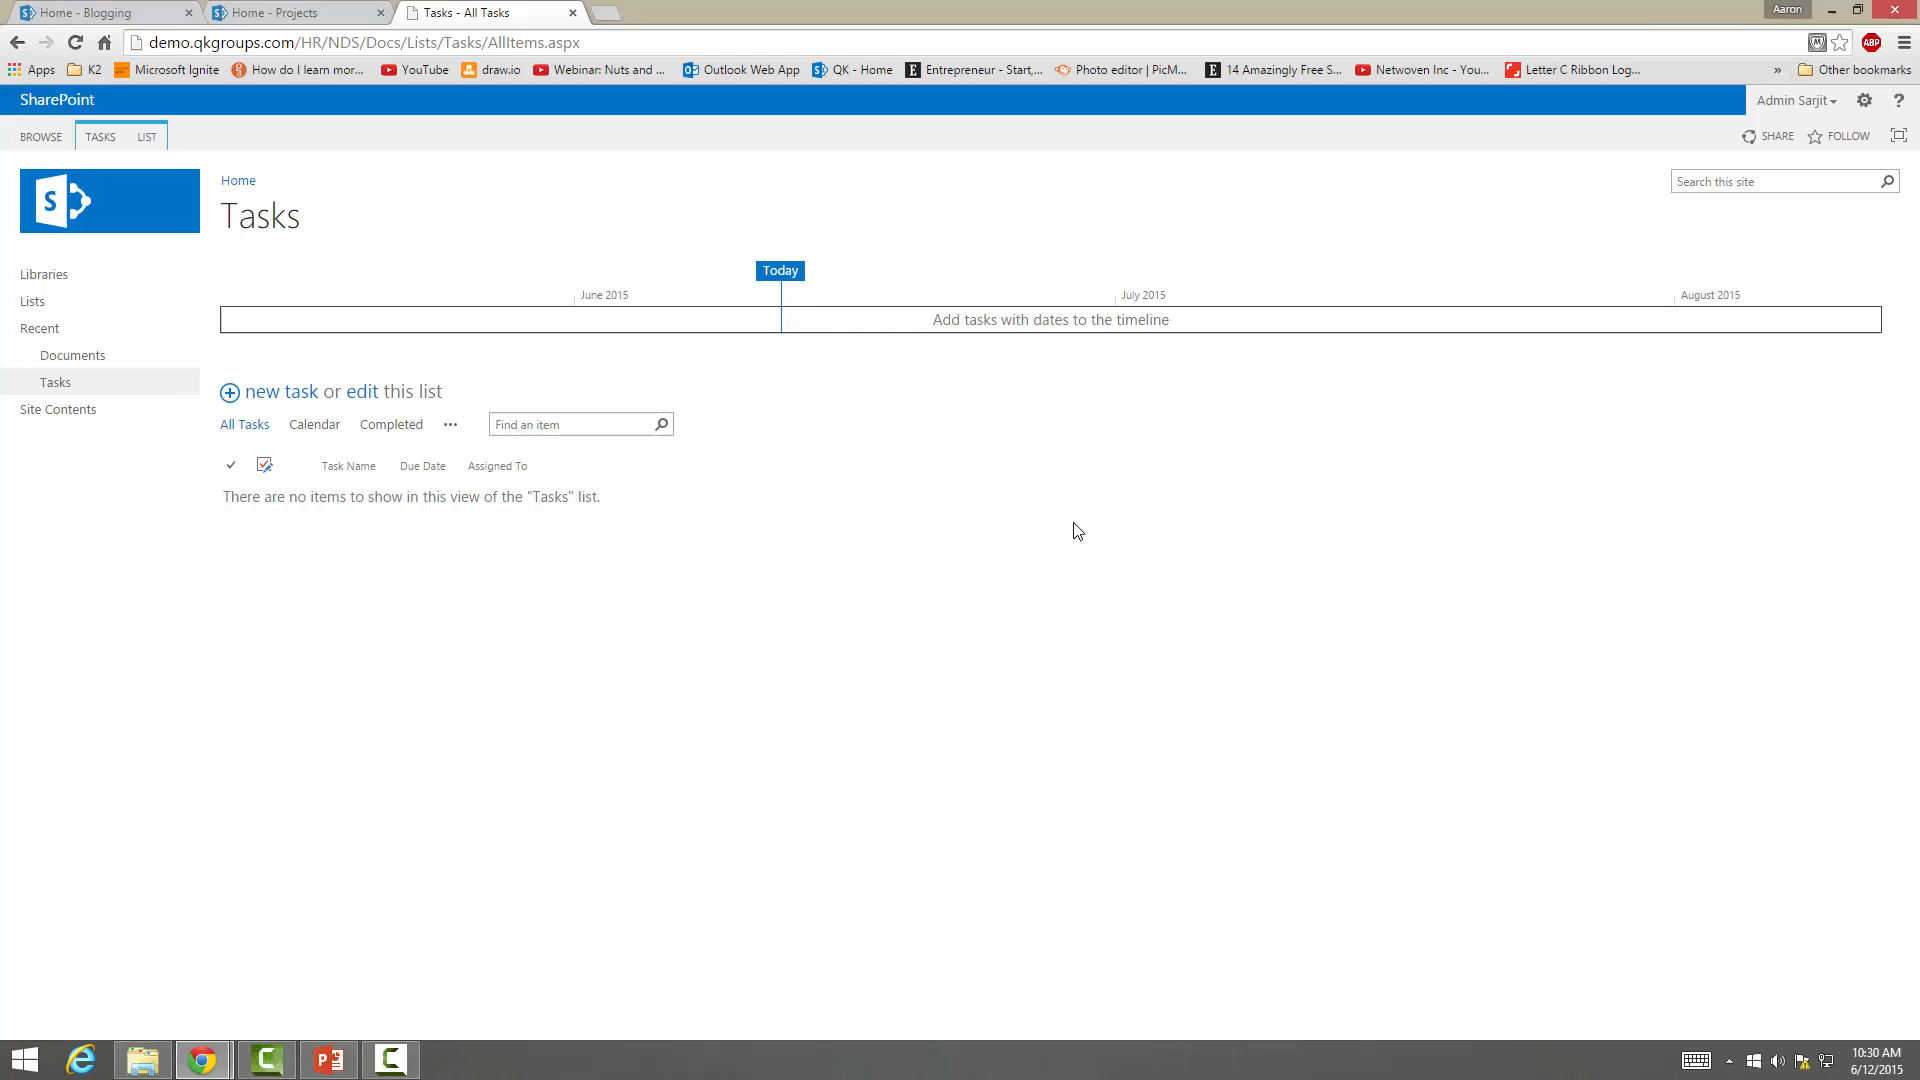 Home - Blogging
Home - Projects
Tasks - All Tasks
Aaron
demo.qkgroups.com/HR/NDS/Docs/Lists/Tasks/AllItems.aspx
ABP
Apps
K2
Microsoft Ignite
How do I learn mor...
YouTube
draw.io
Webinar: Nuts and ...
Outlook Web App
QK - Home
Entrepreneur - Start,...
Photo editor | PicM...
14 Amazingly Free S...
Netwoven Inc - You...
Letter C Ribbon Log...
»
Other bookmarks
SharePoint
Admin Sarjit
?
BROWSE
TASKS
LIST
SHARE
FOLLOW
S
Home
Search this site
Tasks
Libraries
Lists
Recent
Documents
Tasks
Site Contents
Today
June 2015
July 2015
August 2015
Add tasks with dates to the timeline
new task or edit this list
All Tasks
Calendar
Completed
...
Find an item
Task Name
Due Date
Assigned To
There are no items to show in this view of the "Tasks" list.
10:30 AM
6/12/2015